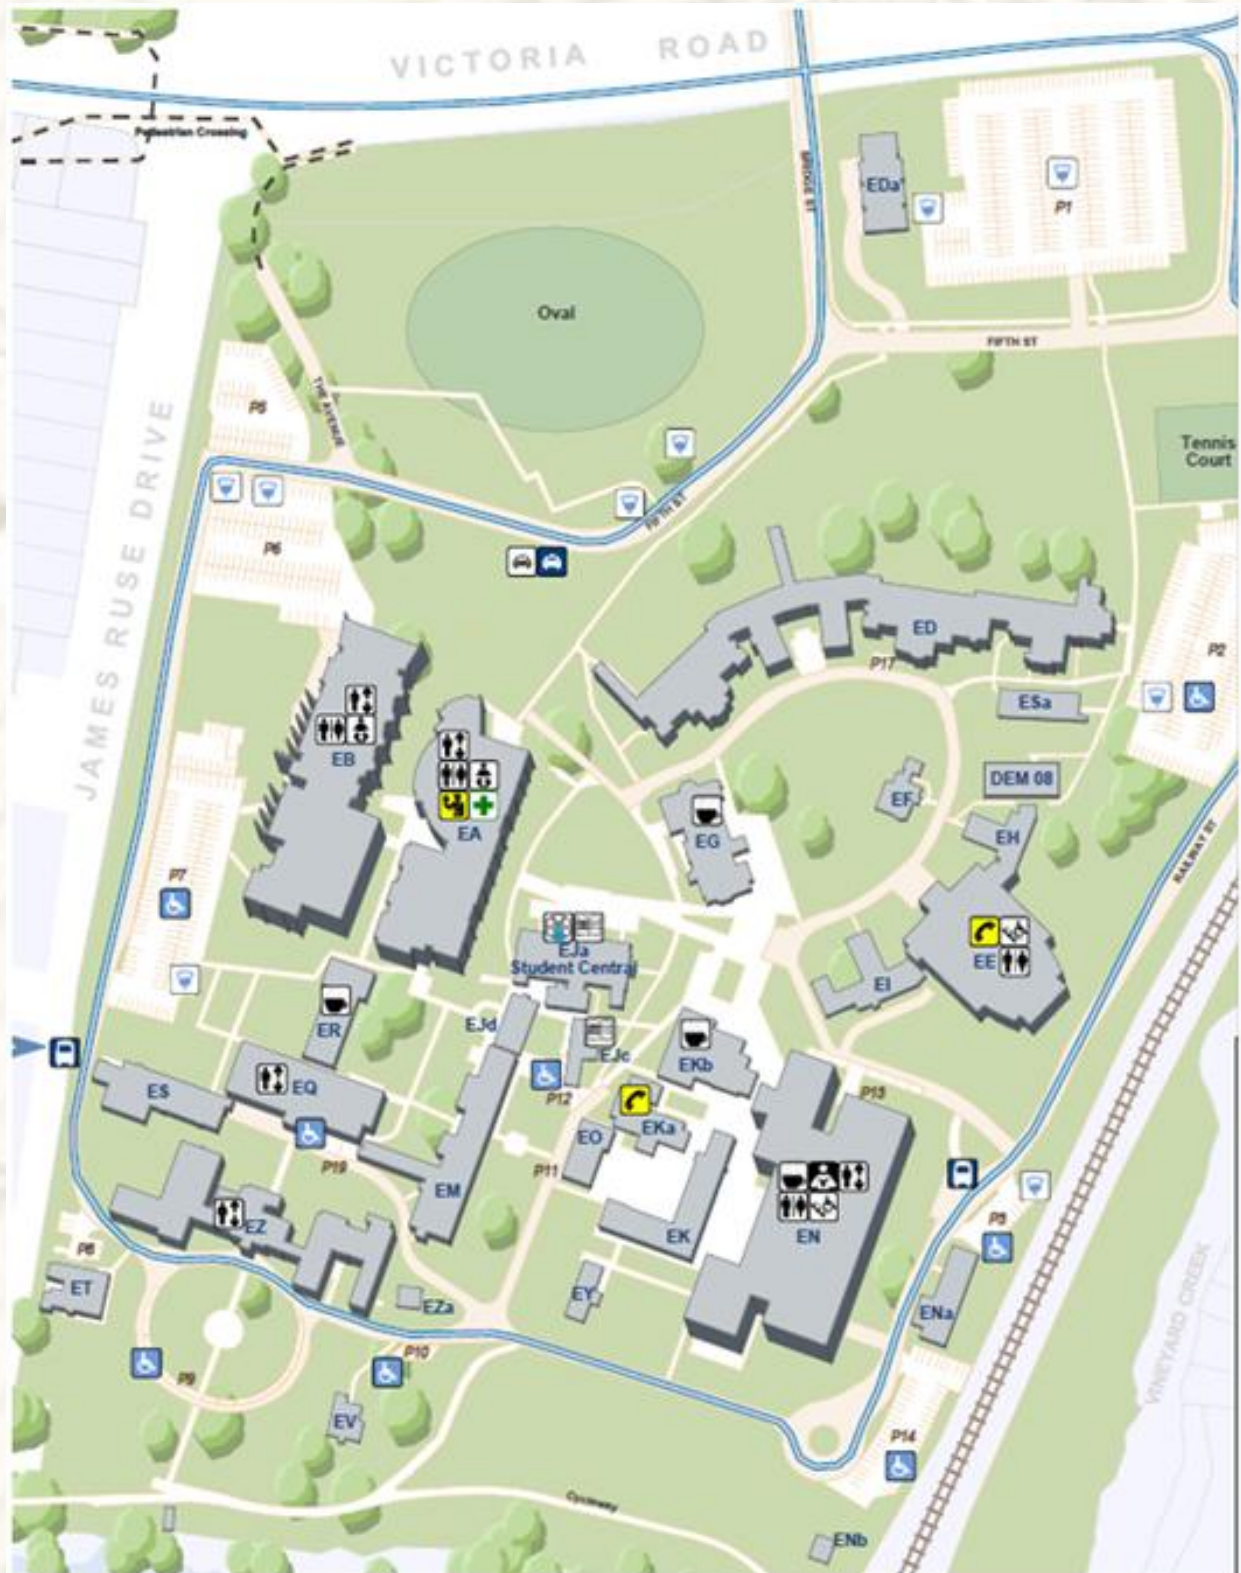 VICTORIA ROAD
Pedestrian Crossing
BRIDGE ST
EDa
P1
Oval
FIFTH ST
THE AVENUE
P5
Tennis
Court
JAMES RUSE DRIVE
FIFTH ST
P6
ED
P17
P2
ESa
EB
DEM 08
EF
EA
EG
EH
RAILWAY ST
P7
EJa
Student Central
EE
EI
ER
EJd
EJc
EKb
ES
EQ
P12
P13
EO
EKa
P19
P11
EM
EZ
EK
EN
P8
ET
EZa
EY
ENa
VINEYARD CREEK
P10
P9
EV
P14
Cycleway
ENb